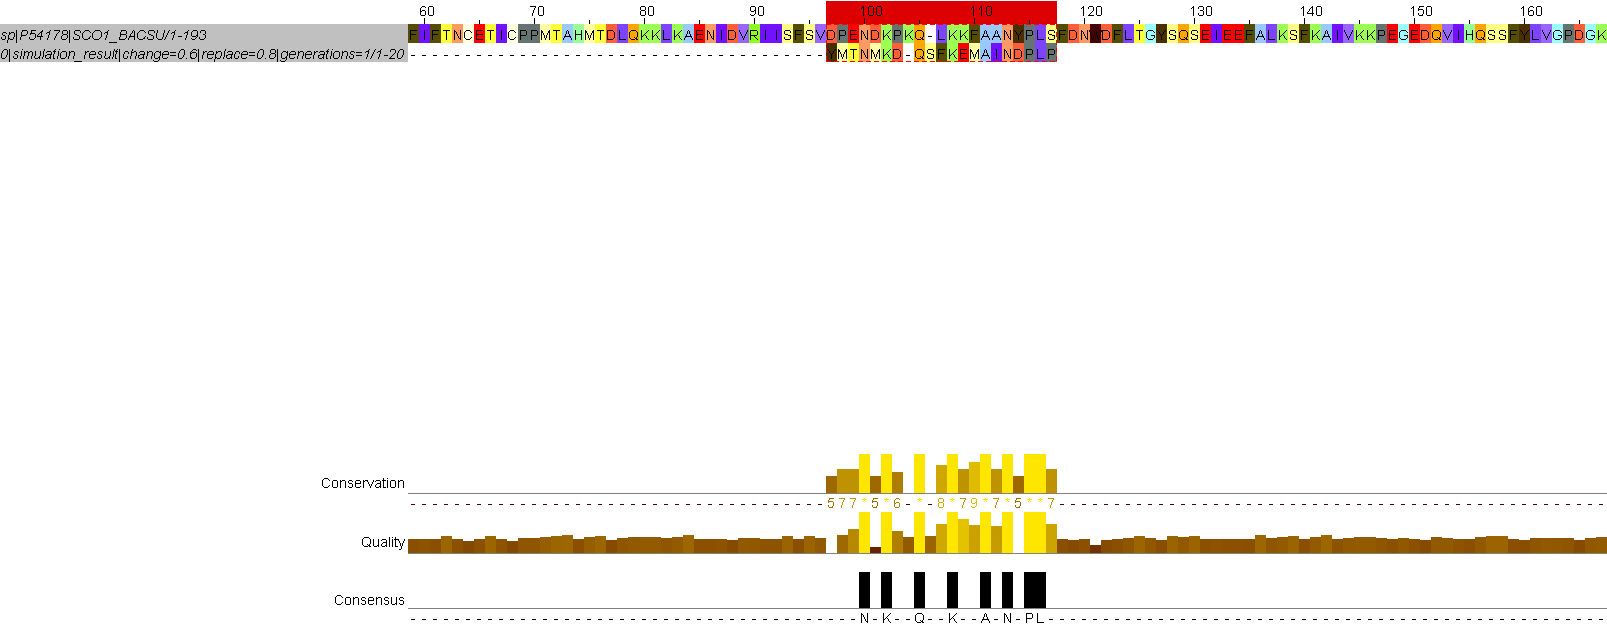 60 70 80 90 100 110 120 130 140 150 160
sp|P54178|SCO1_BACSU/1-193 FIFTNCETICPPMTAHMTDLQKKLKAENIDVRIISFSVDPENDKPKQ-LKKFAANYPLSFDNWDFLTGYSQSEIEEFALKSFKAIVKKPEGEDQVIHQSSFYLVGPDGK
0|simulation_result|change=0.6|replace=0.8|generations=1/1-20 --------------------------------------YMTNMKD-QSFKEMAINDPLP
Conservation
--------------------------------------577*5*6-*-8*79*7*5**7--------------------------------------------------
Quality
Consensus
-----------------------------------------N-K--Q--K--A-N-PL---------------------------------------------------